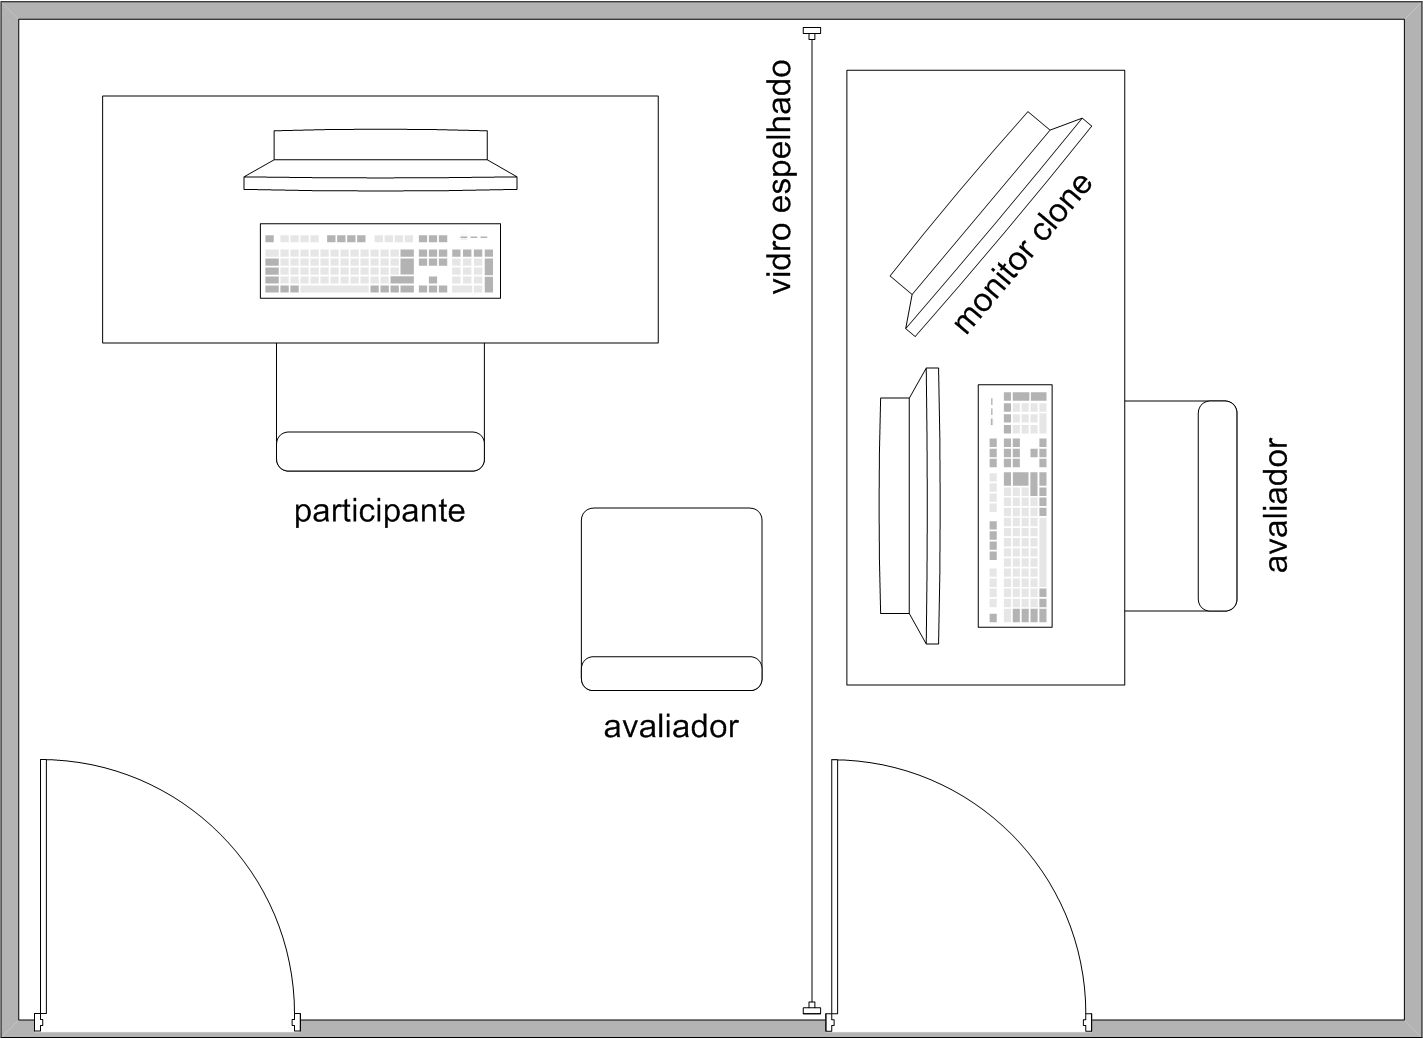 vidro espelhado
monitor clone
participante
avaliador
avaliador